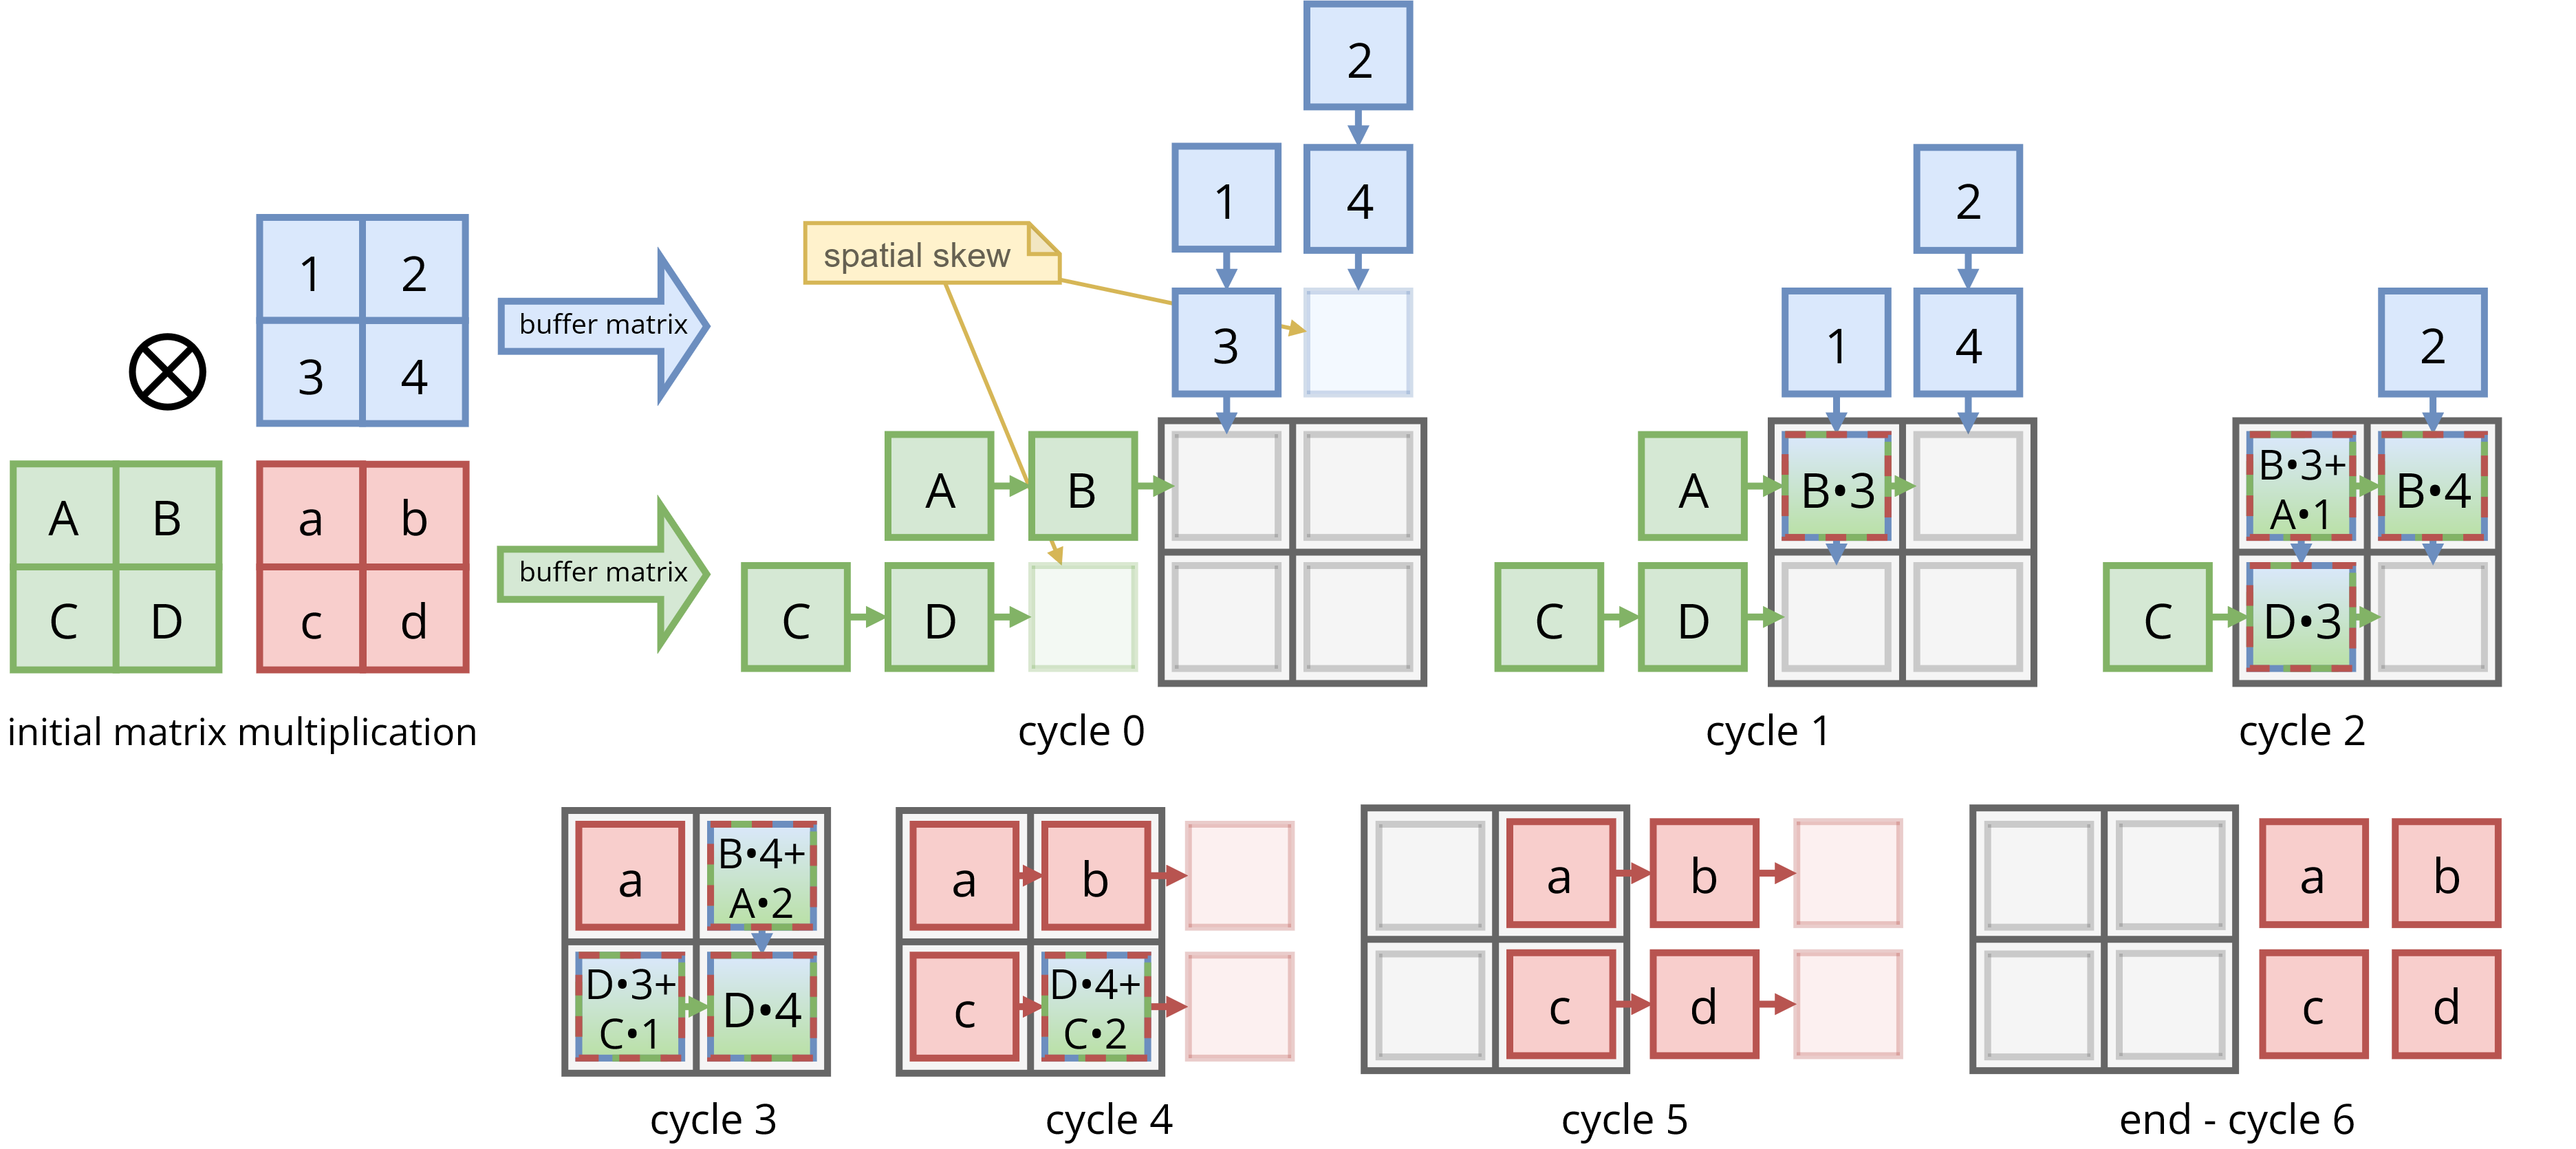 1 2
3 4
A B
C D
a b
c d
initial matrix multiplication
buffer matrix
buffer matrix
spatial skew
2
1 4
3
A B
C D
cycle 0
2
1 4
A B•3
C D
cycle 1
2
B•3+
A•1
B•4
C D•3
cycle 2
a
B•4+
A•2
D•3+
C•1
D•4
cycle 3
a b
c
D•4+
C•2
cycle 4
a b
c d
cycle 5
a b
c d
end - cycle 6